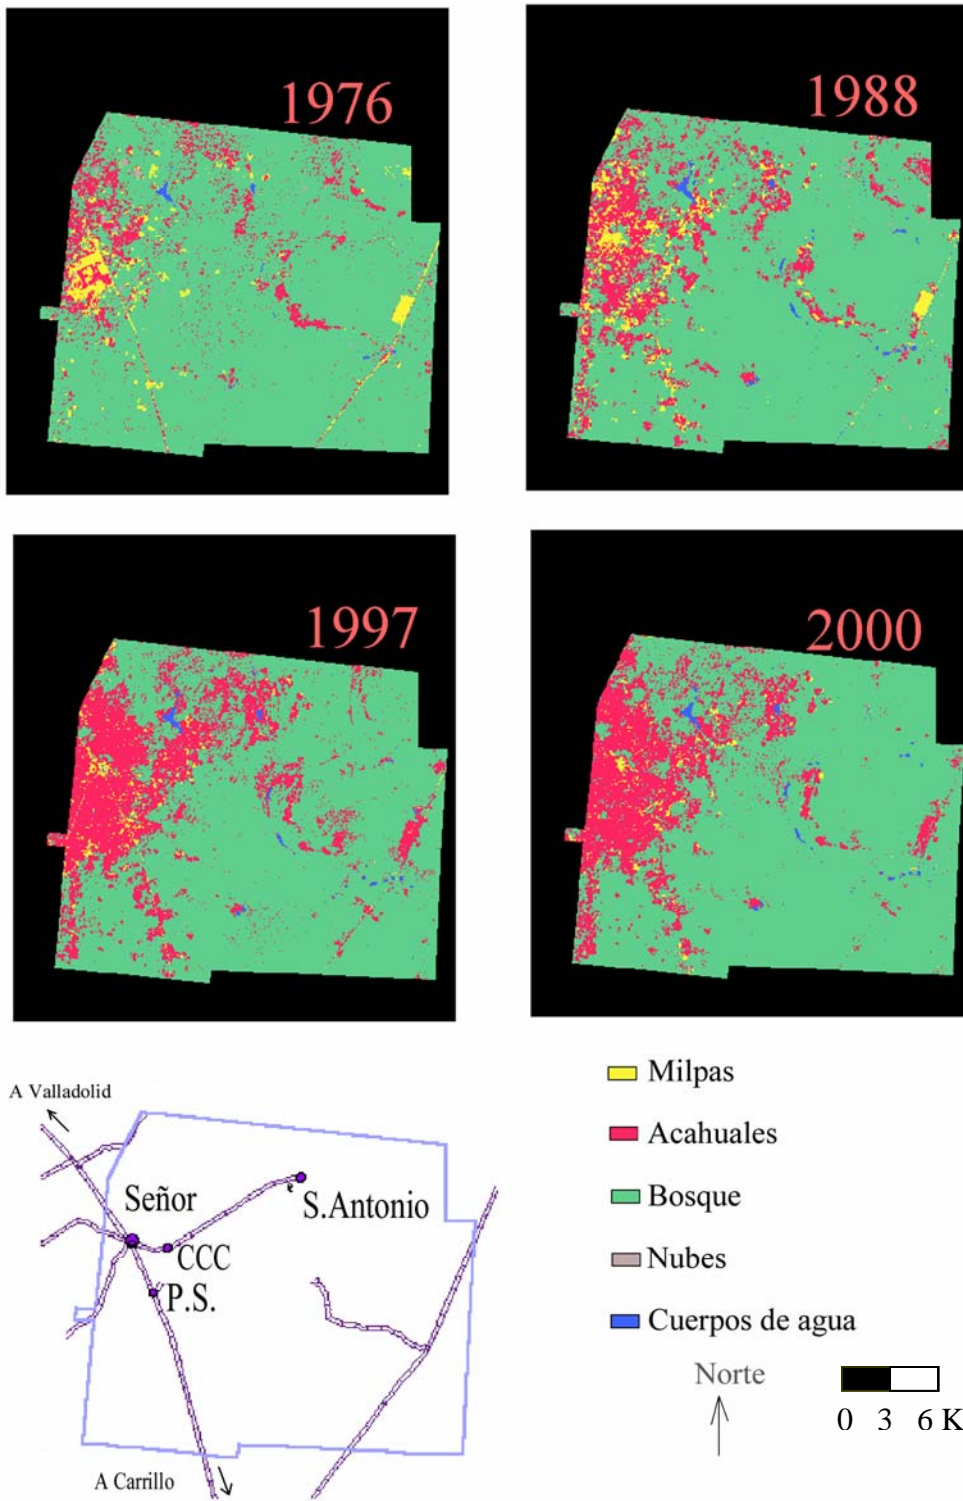 1976
1988
1997
2000
A Valladolid
Señor
S.Antonio
CCC
P.S.
A Carrillo
Milpas
Acahuales
Bosque
Nubes
Cuerpos de agua
Norte
0 3 6 K